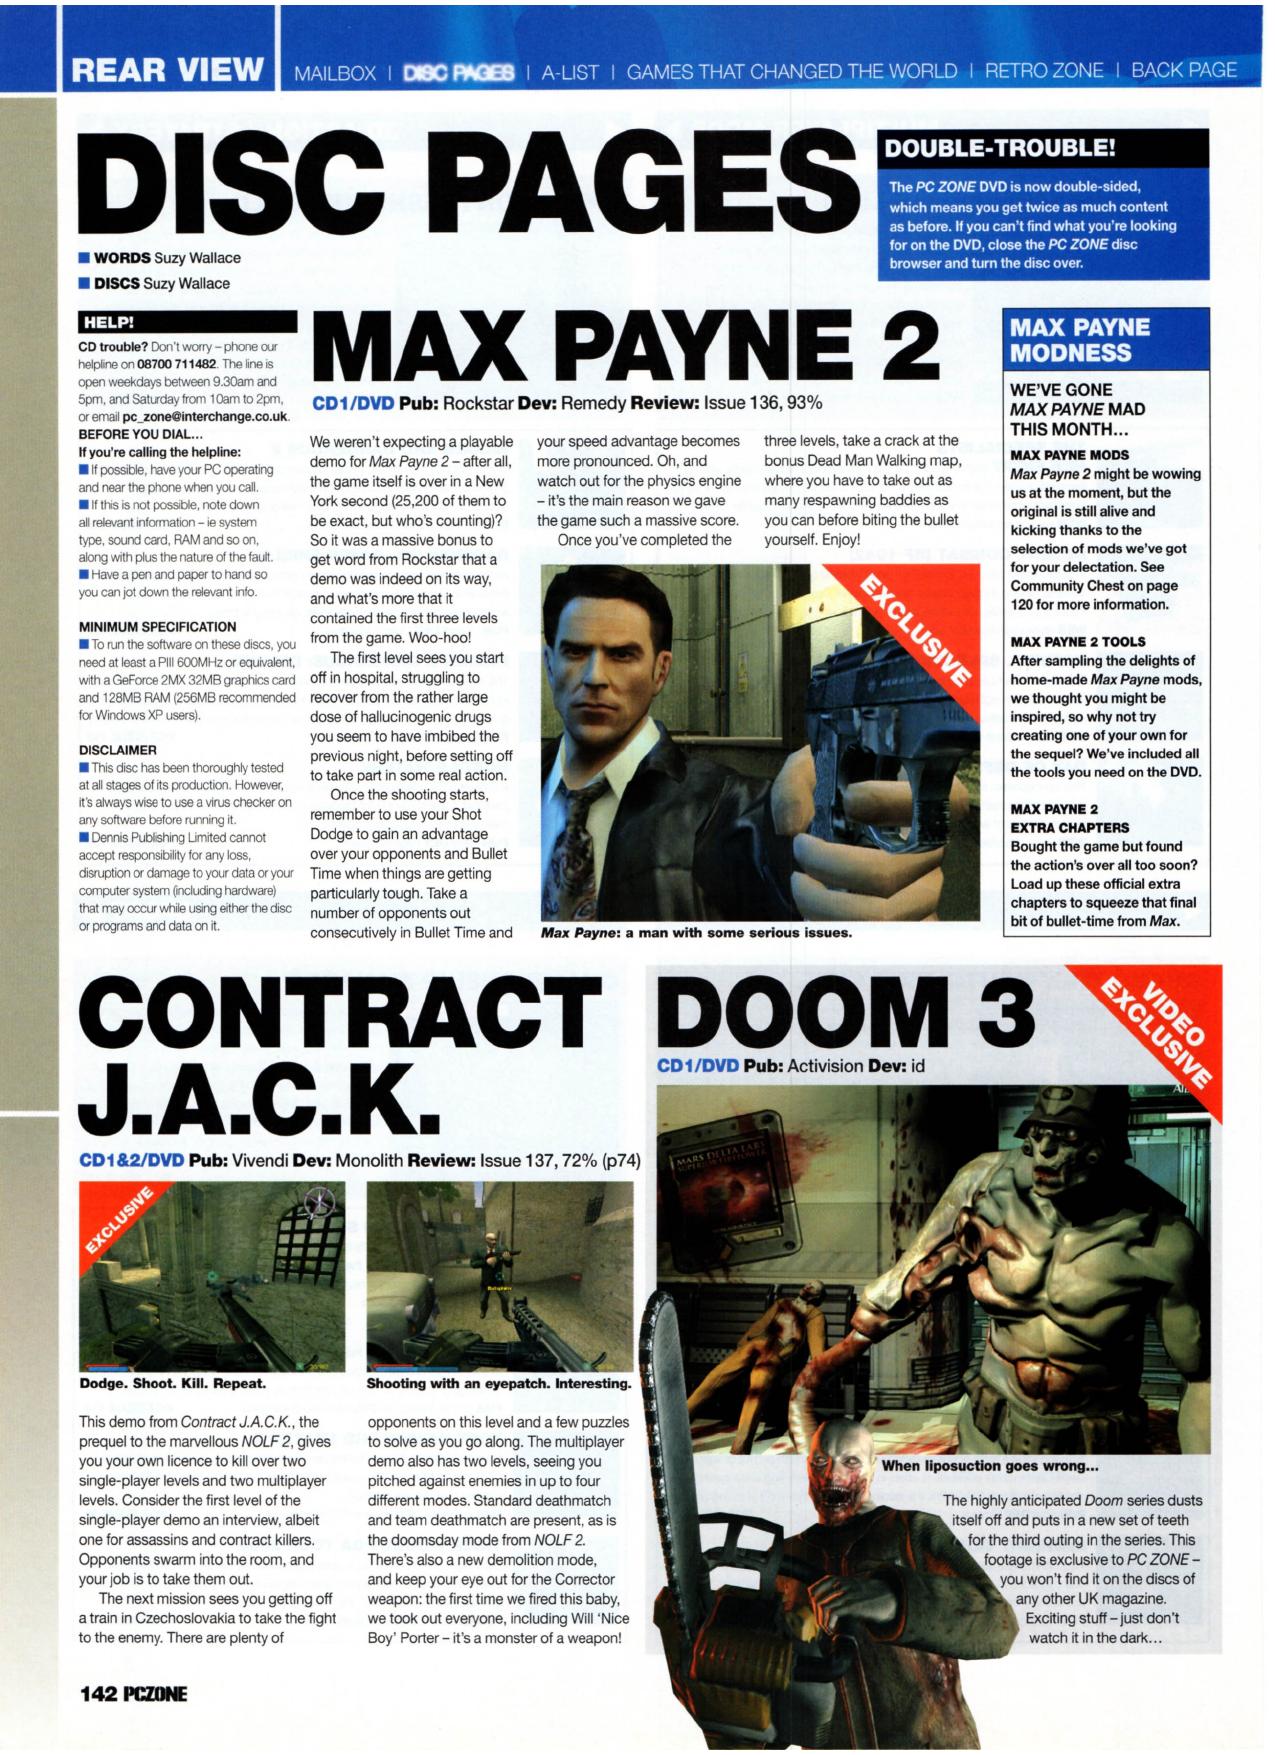 REAR VIEW
MAILBOX | DISC PAGES | A-LIST | GAMES THAT CHANGED THE WORLD | RETRO ZONE | BACK PAGE
DISC PAGES
WORDS Suzy Wallace
DISCS Suzy Wallace
DOUBLE-TROUBLE!
The PC ZONE DVD is now double-sided,
which means you get twice as much content
as before. If you can't find what you're looking
for on the DVD, close the PC ZONE disc
browser and turn the disc over.
HELP!
CD trouble? Don't worry – phone our
helpline on 08700 711482. The line is
open weekdays between 9.30am and
5pm, and Saturday from 10am to 2pm,
or email pc_zone@interchange.co.uk.
BEFORE YOU DIAL...
If you're calling the helpline:
If possible, have your PC operating
and near the phone when you call.
If this is not possible, note down
all relevant information – ie system
type, sound card, RAM and so on,
along with plus the nature of the fault.
Have a pen and paper to hand so
you can jot down the relevant info.
MINIMUM SPECIFICATION
To run the software on these discs, you
need at least a PIII 600MHz or equivalent,
with a GeForce 2MX 32MB graphics card
and 128MB RAM (256MB recommended
for Windows XP users).
DISCLAIMER
This disc has been thoroughly tested
at all stages of its production. However,
it's always wise to use a virus checker on
any software before running it.
Dennis Publishing Limited cannot
accept responsibility for any loss,
disruption or damage to your data or your
computer system (including hardware)
that may occur while using either the disc
or programs and data on it.
MAX PAYNE 2
CD1/DVD Pub: Rockstar Dev: Remedy Review: Issue 136, 93%
We weren't expecting a playable
demo for Max Payne 2 – after all,
the game itself is over in a New
York second (25,200 of them to
be exact, but who's counting)?
So it was a massive bonus to
get word from Rockstar that a
demo was indeed on its way,
and what's more that it
contained the first three levels
from the game. Woo-hoo!
The first level sees you start
off in hospital, struggling to
recover from the rather large
dose of hallucinogenic drugs
you seem to have imbibed the
previous night, before setting off
to take part in some real action.
Once the shooting starts,
remember to use your Shot
Dodge to gain an advantage
over your opponents and Bullet
Time when things are getting
particularly tough. Take a
number of opponents out
consecutively in Bullet Time and
your speed advantage becomes
more pronounced. Oh, and
watch out for the physics engine
– it's the main reason we gave
the game such a massive score.
Once you've completed the
three levels, take a crack at the
bonus Dead Man Walking map,
where you have to take out as
many respawning baddies as
you can before biting the bullet
yourself. Enjoy!
EXCLUSIVE
Max Payne: a man with some serious issues.
MAX PAYNE
MODNESS
WE'VE GONE
MAX PAYNE MAD
THIS MONTH...
MAX PAYNE MODS
Max Payne 2 might be wowing
us at the moment, but the
original is still alive and
kicking thanks to the
selection of mods we've got
for your delectation. See
Community Chest on page
120 for more information.
MAX PAYNE 2 TOOLS
After sampling the delights of
home-made Max Payne mods,
we thought you might be
inspired, so why not try
creating one of your own for
the sequel? We've included all
the tools you need on the DVD.
MAX PAYNE 2
EXTRA CHAPTERS
Bought the game but found
the action's over all too soon?
Load up these official extra
chapters to squeeze that final
bit of bullet-time from Max.
CONTRACT
J.A.C.K.
CD1&2/DVD Pub: Vivendi Dev: Monolith Review: Issue 137, 72% (p74)
EXCLUSIVE
Dodge. Shoot. Kill. Repeat.
Shooting with an eyepatch. Interesting.
This demo from Contract J.A.C.K., the
prequel to the marvellous NOLF 2, gives
you your own licence to kill over two
single-player levels and two multiplayer
levels. Consider the first level of the
single-player demo an interview, albeit
one for assassins and contract killers.
Opponents swarm into the room, and
your job is to take them out.
The next mission sees you getting off
a train in Czechoslovakia to take the fight
to the enemy. There are plenty of
opponents on this level and a few puzzles
to solve as you go along. The multiplayer
demo also has two levels, seeing you
pitched against enemies in up to four
different modes. Standard deathmatch
and team deathmatch are present, as is
the doomsday mode from NOLF 2.
There's also a new demolition mode,
and keep your eye out for the Corrector
weapon: the first time we fired this baby,
we took out everyone, including Will 'Nice
Boy' Porter – it's a monster of a weapon!
DOOM 3
CD1/DVD Pub: Activision Dev: id
VIDEO
EXCLUSIVE
MARS DELTA LABS
When liposuction goes wrong...
The highly anticipated Doom series dusts
itself off and puts in a new set of teeth
for the third outing in the series. This
footage is exclusive to PC ZONE –
you won't find it on the discs of
any other UK magazine.
Exciting stuff – just don't
watch it in the dark...
142 PCZONE